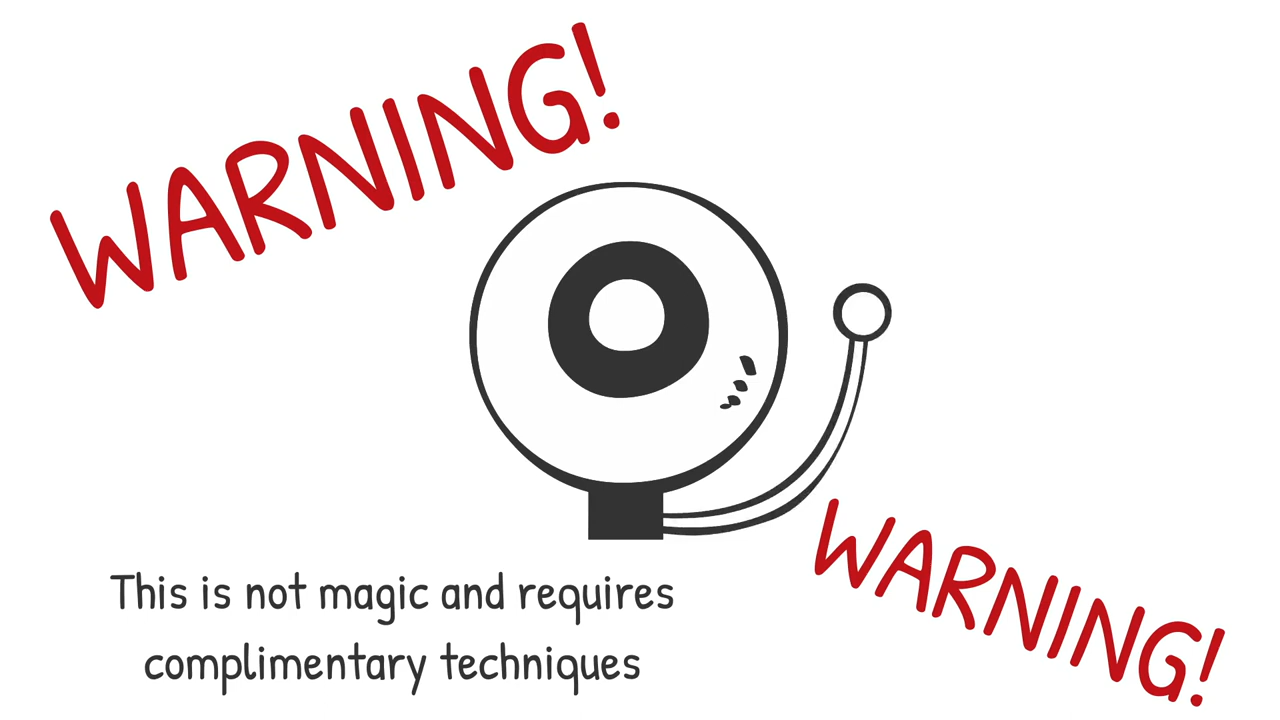 WARNING!
WARNING!
This is not magic and requires
complimentary techniques